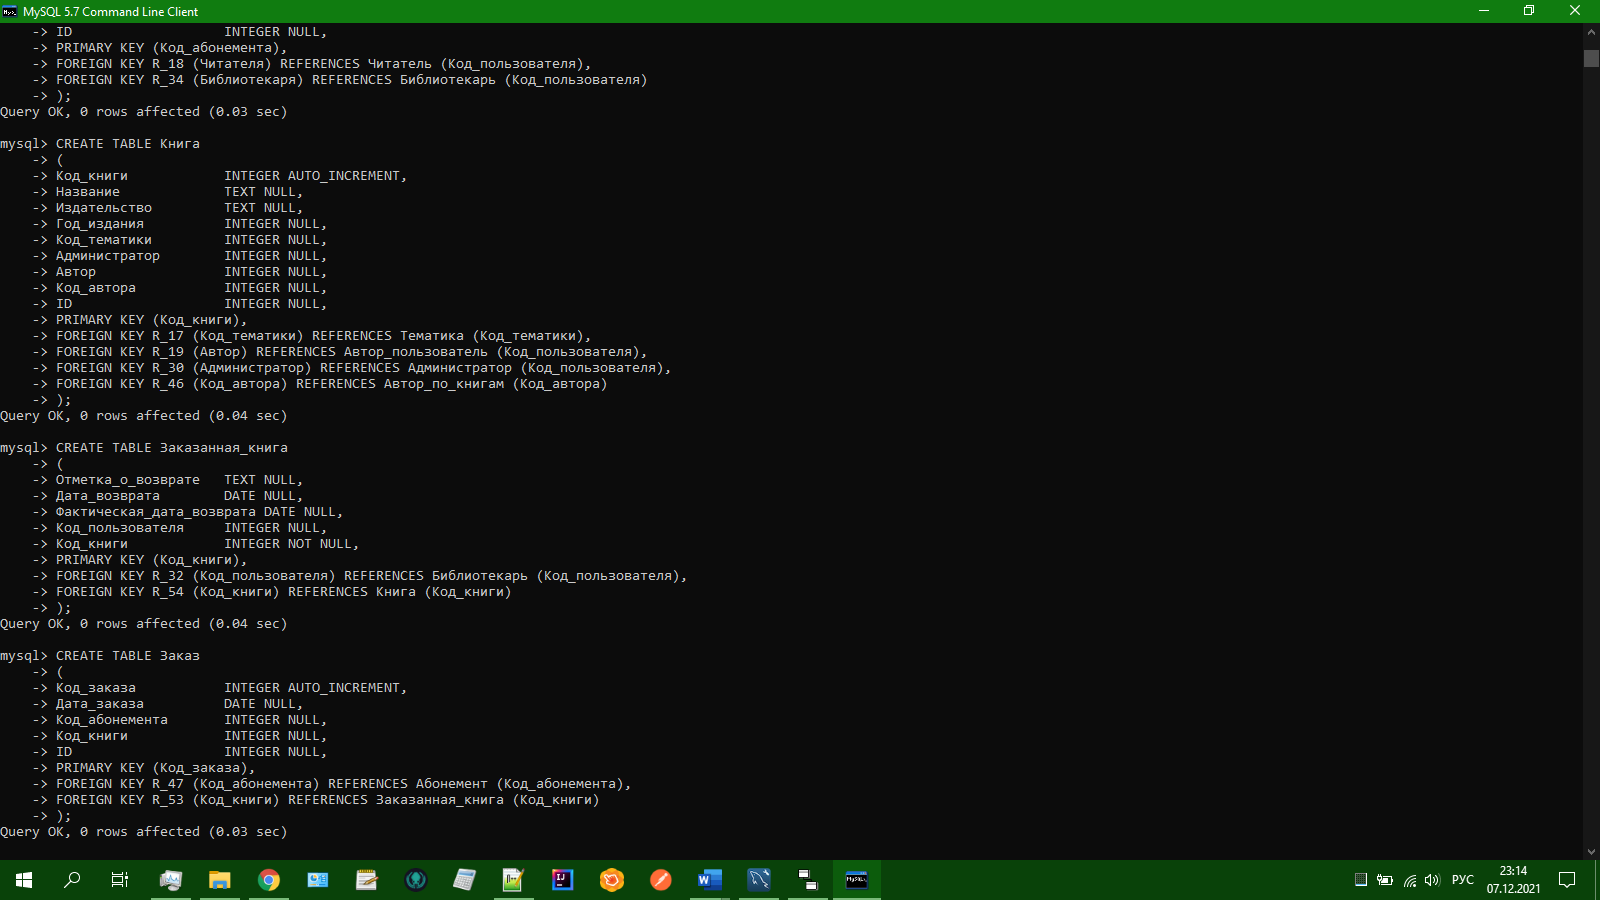 MySQL 5.7 Command Line Client
-> ID INTEGER NULL,
-> PRIMARY KEY (Код_абонемента),
-> FOREIGN KEY R_18 (Читателя) REFERENCES Читатель (Код_пользователя),
-> FOREIGN KEY R_34 (Библиотекаря) REFERENCES Библиотекарь (Код_пользователя)
-> );
Query OK, 0 rows affected (0.03 sec)
mysql> CREATE TABLE Книга
-> (
-> Код_книги INTEGER AUTO_INCREMENT,
-> Название TEXT NULL,
-> Издательство TEXT NULL,
-> Год_издания INTEGER NULL,
-> Код_тематики INTEGER NULL,
-> Администратор INTEGER NULL,
-> Автор INTEGER NULL,
-> Код_автора INTEGER NULL,
-> ID INTEGER NULL,
-> PRIMARY KEY (Код_книги),
-> FOREIGN KEY R_17 (Код_тематики) REFERENCES Тематика (Код_тематики),
-> FOREIGN KEY R_19 (Автор) REFERENCES Автор_пользователь (Код_пользователя),
-> FOREIGN KEY R_30 (Администратор) REFERENCES Администратор (Код_пользователя),
-> FOREIGN KEY R_46 (Код_автора) REFERENCES Автор_по_книгам (Код_автора)
-> );
Query OK, 0 rows affected (0.04 sec)
mysql> CREATE TABLE Заказанная_книга
-> (
-> Отметка_о_возврате TEXT NULL,
-> Дата_возврата DATE NULL,
-> Фактическая_дата_возврата DATE NULL,
-> Код_пользователя INTEGER NULL,
-> Код_книги INTEGER NOT NULL,
-> PRIMARY KEY (Код_книги),
-> FOREIGN KEY R_32 (Код_пользователя) REFERENCES Библиотекарь (Код_пользователя),
-> FOREIGN KEY R_54 (Код_книги) REFERENCES Книга (Код_книги)
-> );
Query OK, 0 rows affected (0.04 sec)
mysql> CREATE TABLE Заказ
-> (
-> Код_заказа INTEGER AUTO_INCREMENT,
-> Дата_заказа DATE NULL,
-> Код_абонемента INTEGER NULL,
-> Код_книги INTEGER NULL,
-> ID INTEGER NULL,
-> PRIMARY KEY (Код_заказа),
-> FOREIGN KEY R_47 (Код_абонемента) REFERENCES Абонемент (Код_абонемента),
-> FOREIGN KEY R_53 (Код_книги) REFERENCES Заказанная_книга (Код_книги)
-> );
Query OK, 0 rows affected (0.03 sec)
РУС
23:14
07.12.2021